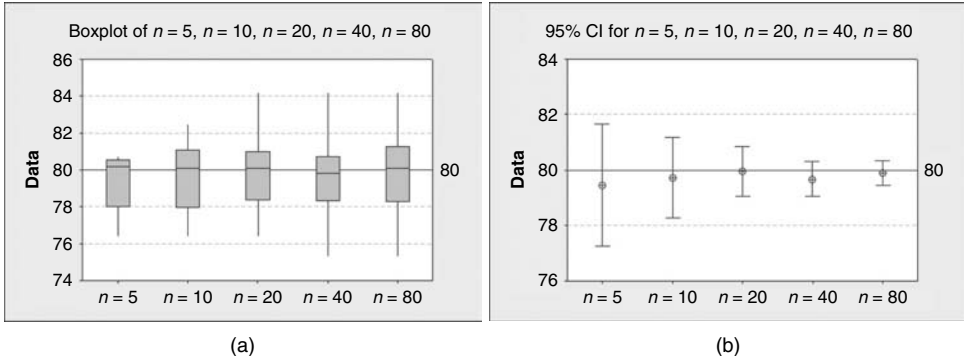 Boxplot of n = 5, n = 10, n = 20, n = 40, n = 80
86
84
82
80
78
76
74
Data
80
n = 5 n = 10 n = 20 n = 40 n = 80
(a)
95% CI for n = 5, n = 10, n = 20, n = 40, n = 80
84
82
80
78
76
Data
80
n = 5 n = 10 n = 20 n = 40 n = 80
(b)